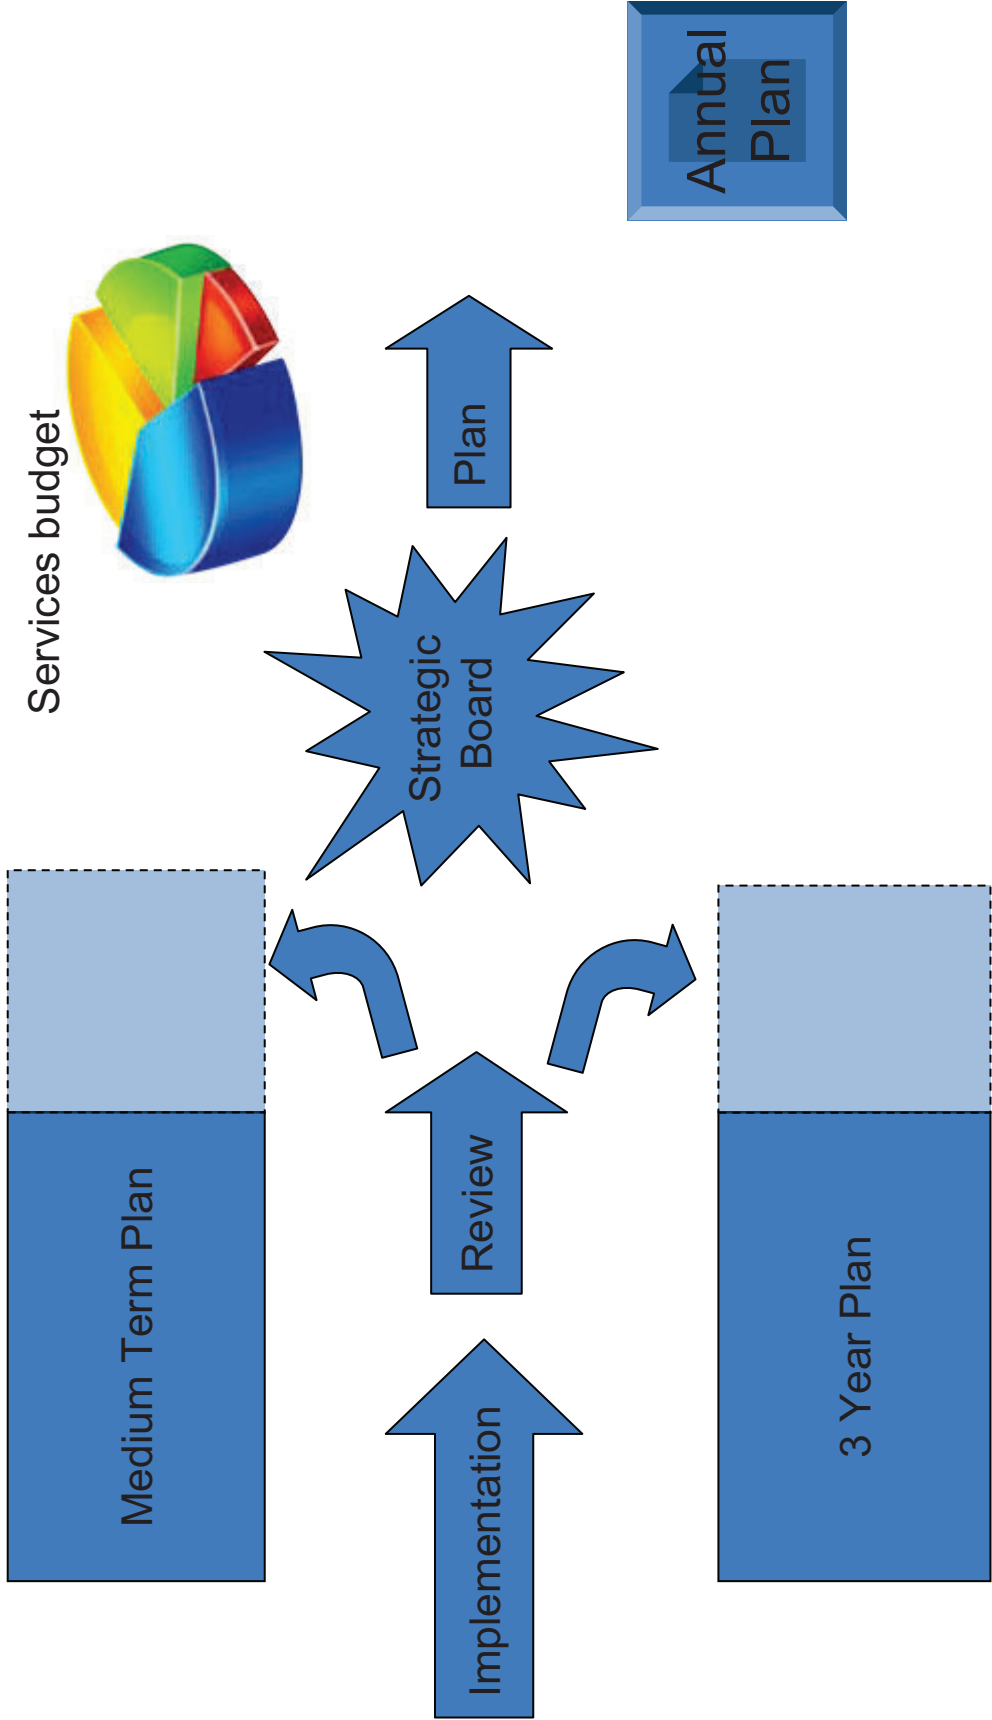 Medium Term Plan
Services budget
Implementation
Review
Strategic
Board
Plan
Annual
Plan
3 Year Plan